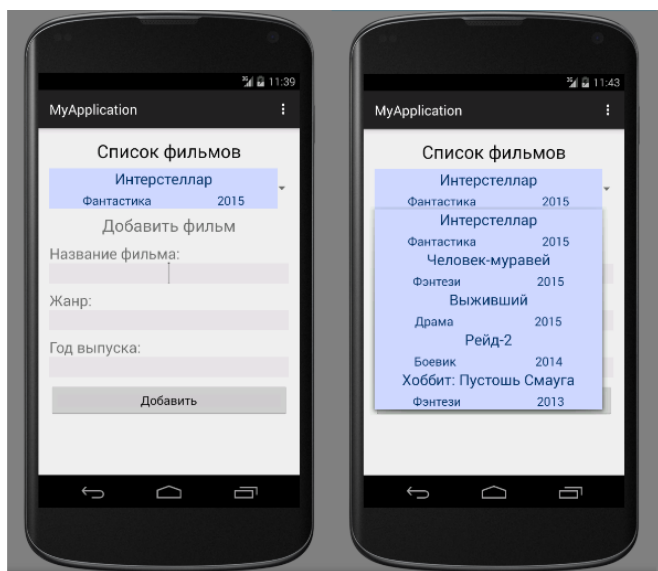 3G 11:39
MyApplication
Список фильмов
Интерстеллар
Фантастика 2015
Добавить фильм
Название фильма:
Жанр:
Год выпуска:
Добавить
3G 11:43
MyApplication
Список фильмов
Интерстеллар
Фантастика 2015
Интерстеллар
Фантастика 2015
Человек-муравей
Фэнтези 2015
Выживший
Драма 2015
Рейд-2
Боевик 2014
Хоббит: Пустошь Смауга
Фэнтези 2013